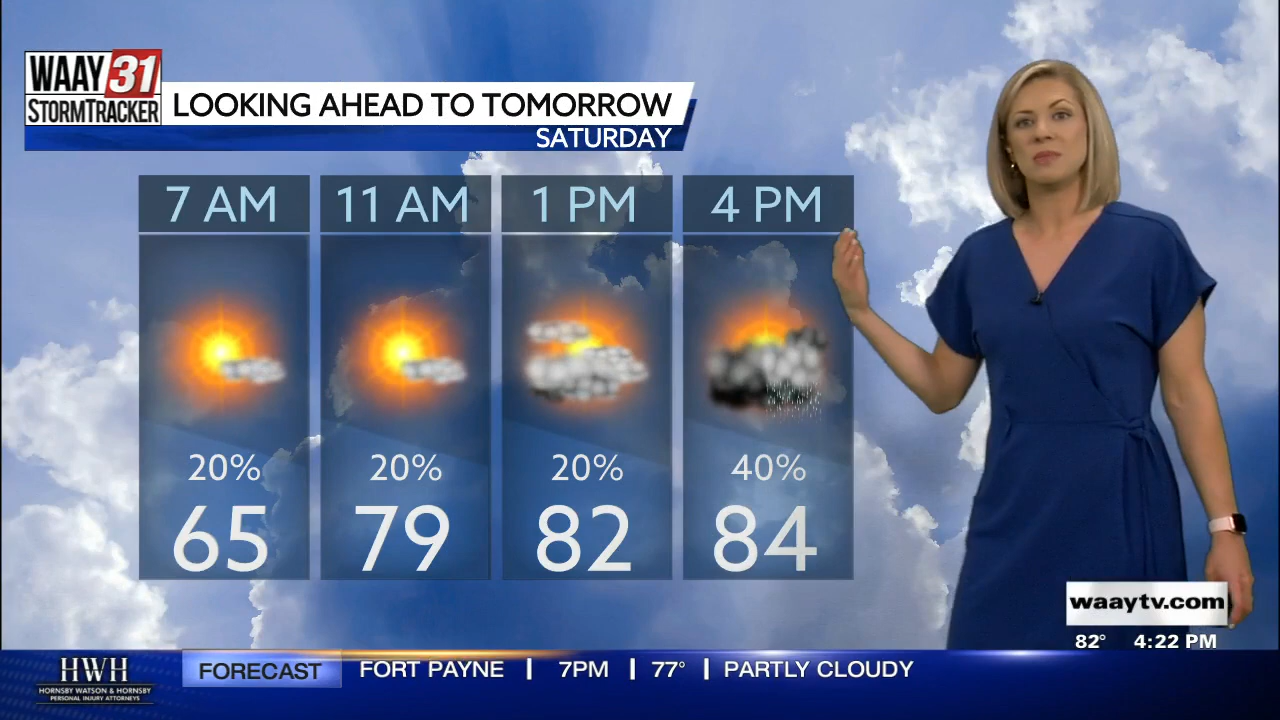 WAAY 31
STORMTRACKER
LOOKING AHEAD TO TOMORROW
SATURDAY
7 AM 11 AM 1 PM 4 PM
20% 20% 20% 40%
65 79 82 84
waaytv.com
82° 4:22 PM
HWH
HORNSBY WATSON & HORNSBY
PERSONAL INJURY ATTORNEYS
FORECAST FORT PAYNE | 7PM | 77° | PARTLY CLOUDY